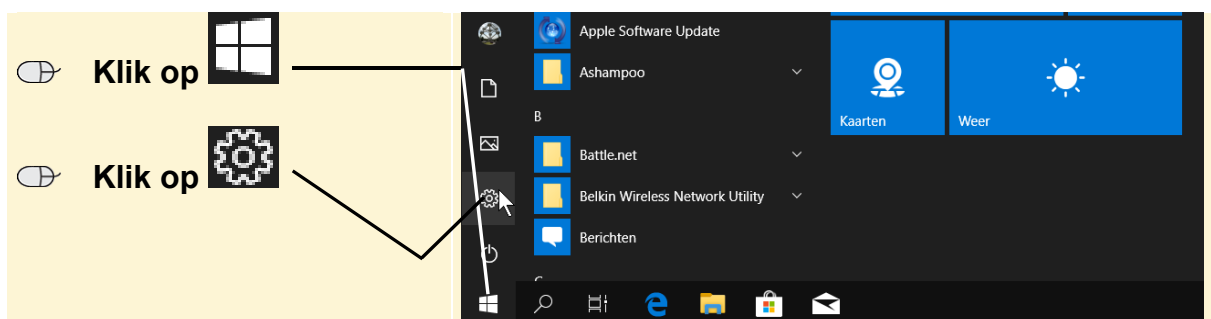 Klik op
Klik op
Apple Software Update
Ashampoo
B
Battle.net
Belkin Wireless Network Utility
Berichten
Kaarten
Weer